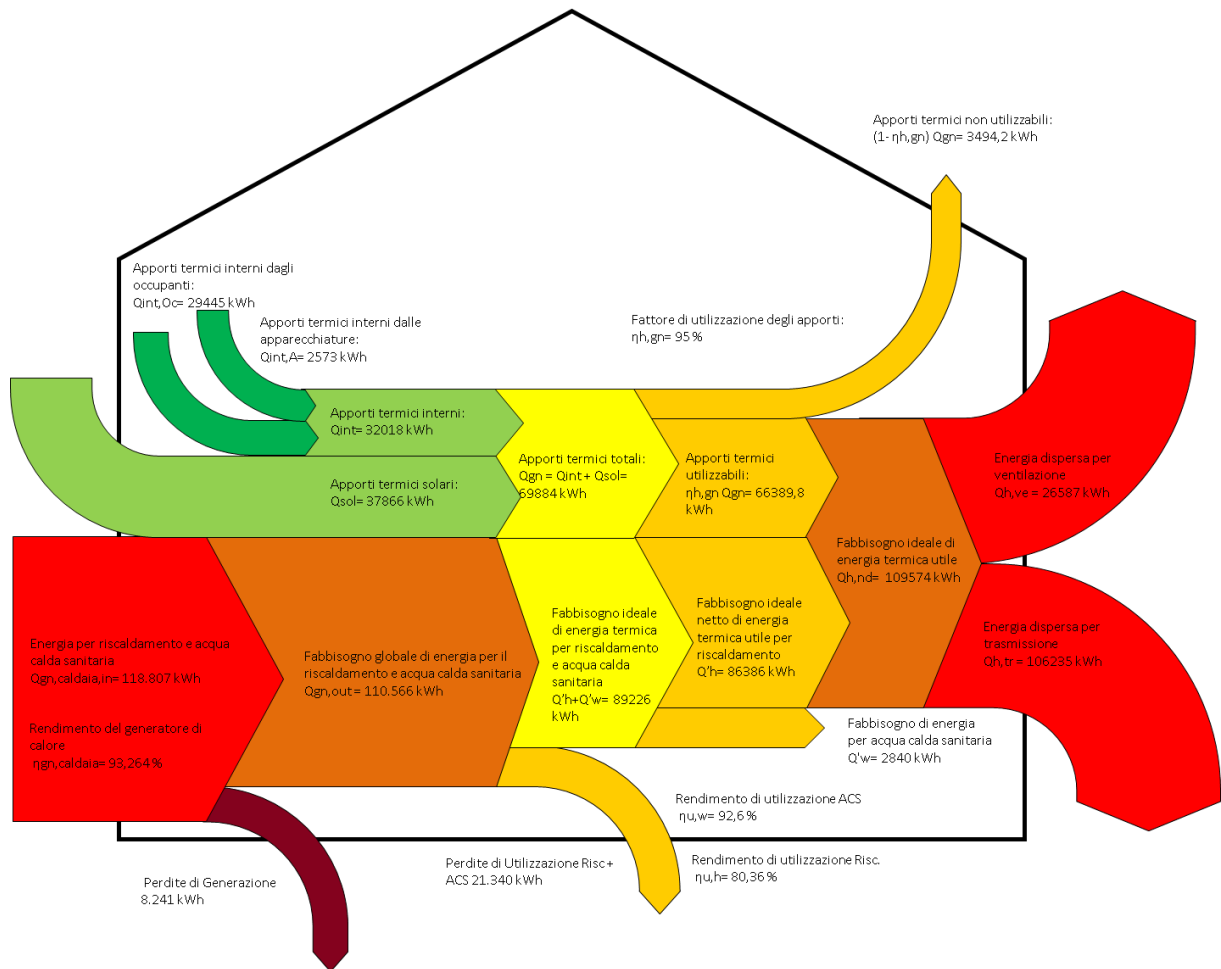 Apporti termici non utilizzabili:
(1- ηh,gn) Qgn= 3494,2 kWh
Apporti termici interni dagli
occupanti:
Qint,Oc= 29445 kWh
Apporti termici interni dalle
apparecchiature:
Qint,A= 2573 kWh
Fattore di utilizzazione degli apporti:
ηh,gn= 95 %
Apporti termici interni:
Qint= 32018 kWh
Apporti termici solari:
Qsol= 37866 kWh
Apporti termici totali:
Qgn = Qint + Qsol=
69884 kWh
Apporti termici
utilizzabili:
ηh,gn Qgn= 66389,8
kWh
Energia dispersa per
ventilazione
Qh,ve = 26587 kWh
Fabbisogno ideale di
energia termica utile
Qh,nd= 109574 kWh
Energia dispersa per
trasmissione
Qh,tr= 106235 kWh
Energia per riscaldamento e acqua
calda sanitaria
Qgn,caldaia,in= 118.807 kWh
Rendimento del generatore di
calore
ηgn,caldaia= 93,264 %
Fabbisogno globale di energia per il
riscaldamento e acqua calda sanitaria
Qgn,out = 110.566 kWh
Fabbisogno ideale
di energia termica
per riscaldamento
e acqua calda
sanitaria
Q'h+Q'w= 89226
kWh
Fabbisogno ideale
netto di energia
termica utile per
riscaldamento
Q'h= 86386 kWh
Fabbisogno di energia
per acqua calda sanitaria
Q'w= 2840 kWh
Rendimento di utilizzazione ACS
ηu,w= 92,6 %
Rendimento di utilizzazione Risc.
ηu,h= 80,36 %
Perdite di Utilizzazione Risc +
ACS 21.340 kWh
Perdite di Generazione
8.241 kWh